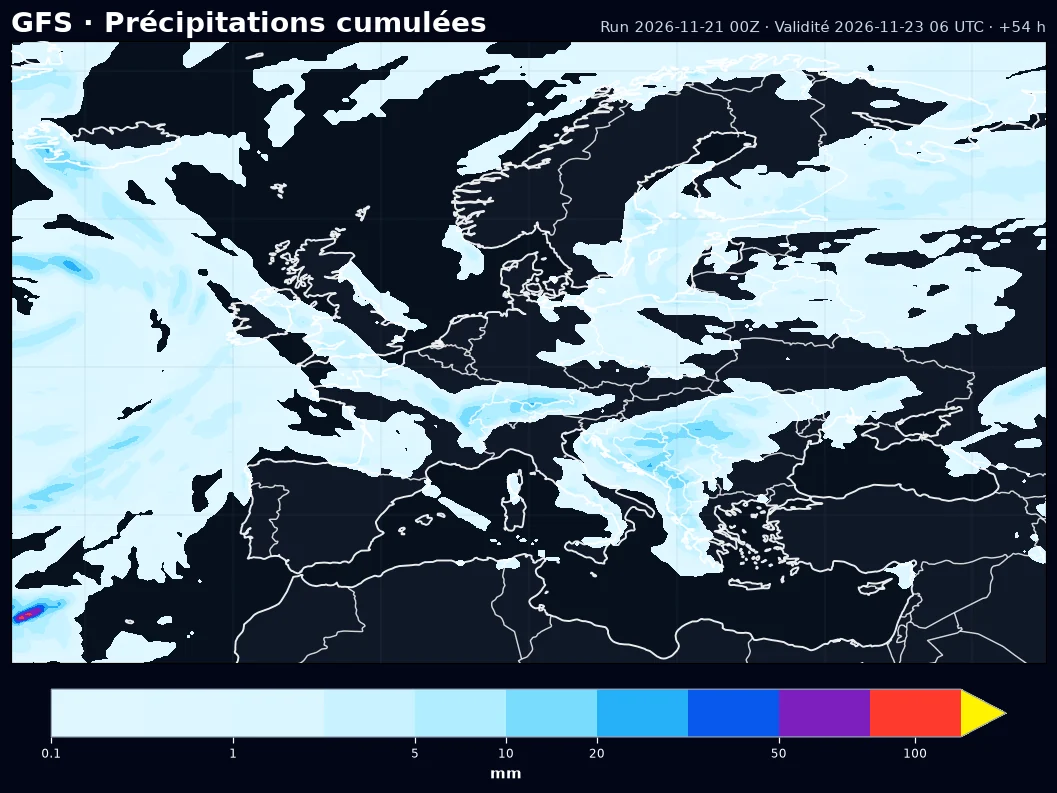 GFS · Précipitations cumulées
Run 2026-11-21 00Z · Validité 2026-11-23 06 UTC · +54 h
0.1 1 5 10 20 50 100
mm